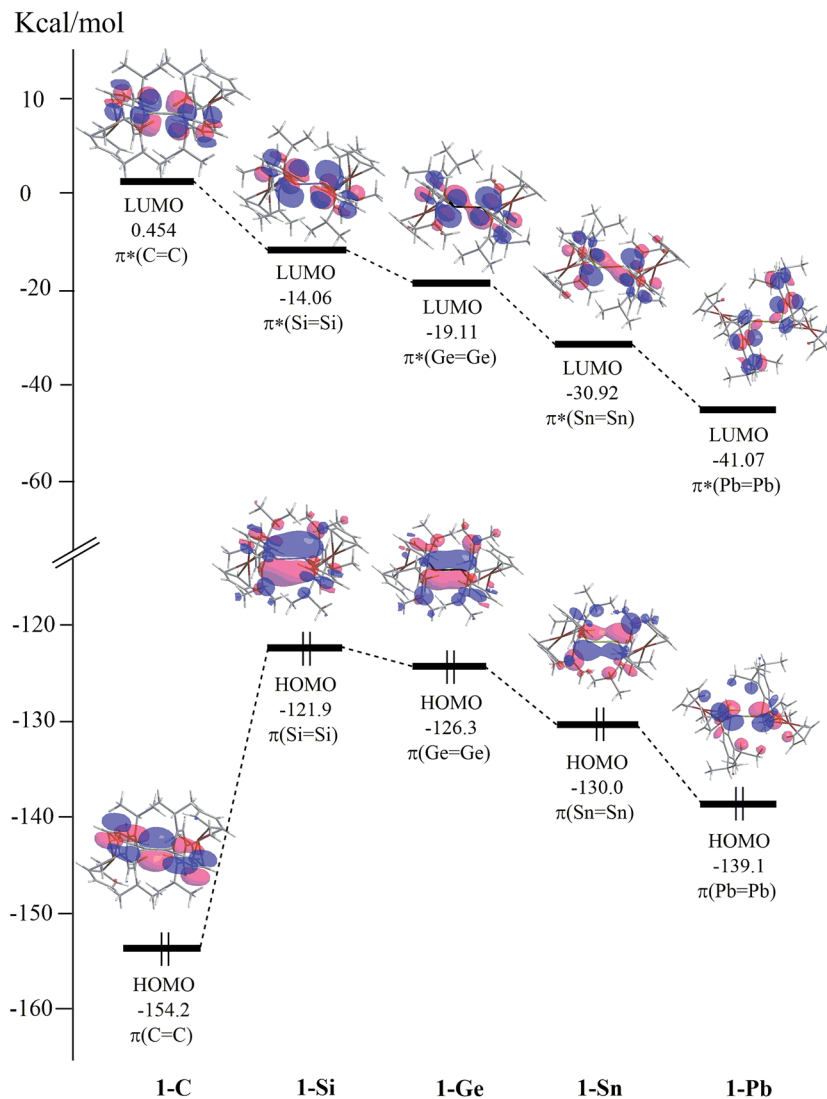 Kcal/mol
10
0
-20
-40
-60
-120
-130
-140
-150
-160
LUMO
0.454
π*(C=C)
LUMO
-14.06
π*(Si=Si)
LUMO
-19.11
π*(Ge=Ge)
LUMO
-30.92
π*(Sn=Sn)
LUMO
-41.07
π*(Pb=Pb)
HOMO
-154.2
π(C=C)
HOMO
-121.9
π(Si=Si)
HOMO
-126.3
π(Ge=Ge)
HOMO
-130.0
π(Sn=Sn)
HOMO
-139.1
π(Pb=Pb)
1-C 1-Si 1-Ge 1-Sn 1-Pb